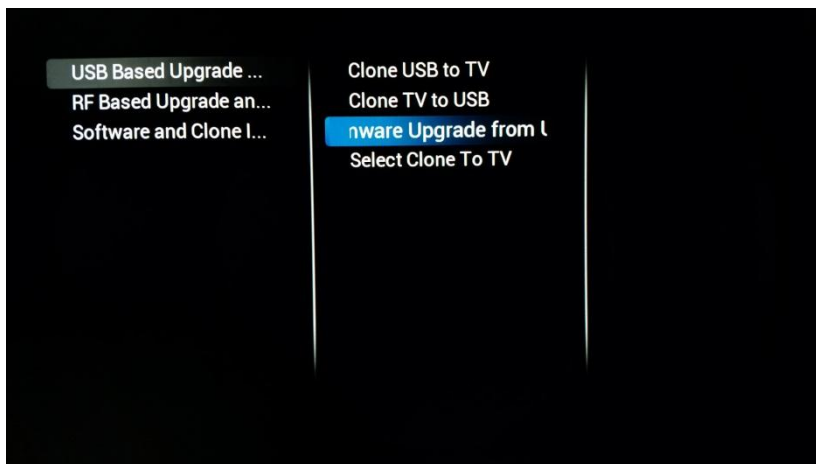 USB Based Upgrade ...
RF Based Upgrade an...
Software and Clone I...
Clone USB to TV
Clone TV to USB
nware Upgrade from U
Select Clone To TV